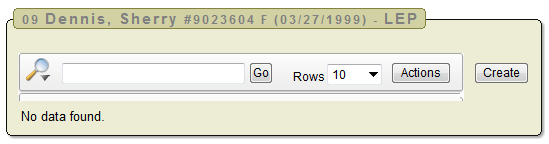 09 Dennis, Sherry #9023604 F (03/27/1999) - LEP
Go Rows 10 Actions Create
No data found.